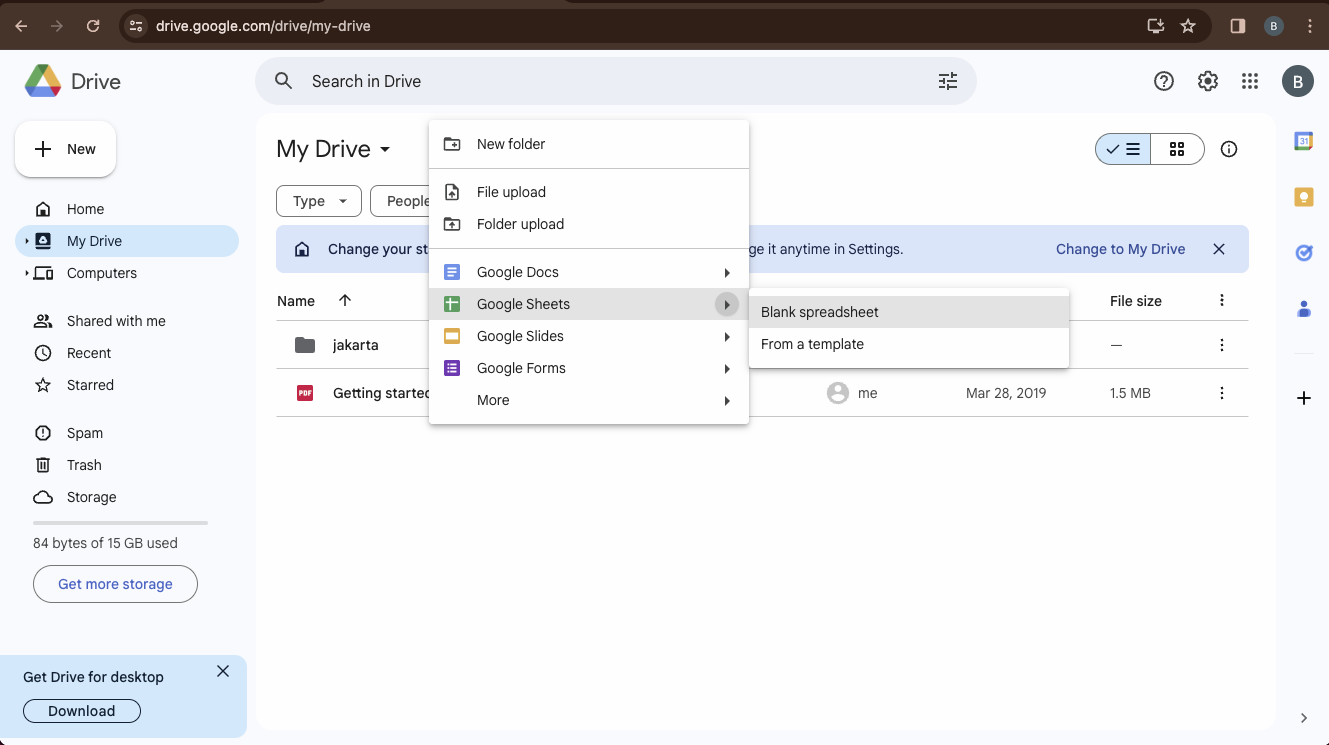 drive.google.com/drive/my-drive
B
Drive
Search in Drive
B
New
Home
My Drive
Computers
Shared with me
Recent
Starred
Spam
Trash
Storage
84 bytes of 15 GB used
Get more storage
Get Drive for desktop
Download
My Drive
Type
People
Change your st
ge it anytime in Settings.
Change to My Drive
Name
File size
jakarta
—
PDF
Getting started
me
Mar 28, 2019
1.5 MB
New folder
File upload
Folder upload
Google Docs
Google Sheets
Google Slides
Google Forms
More
Blank spreadsheet
From a template
31